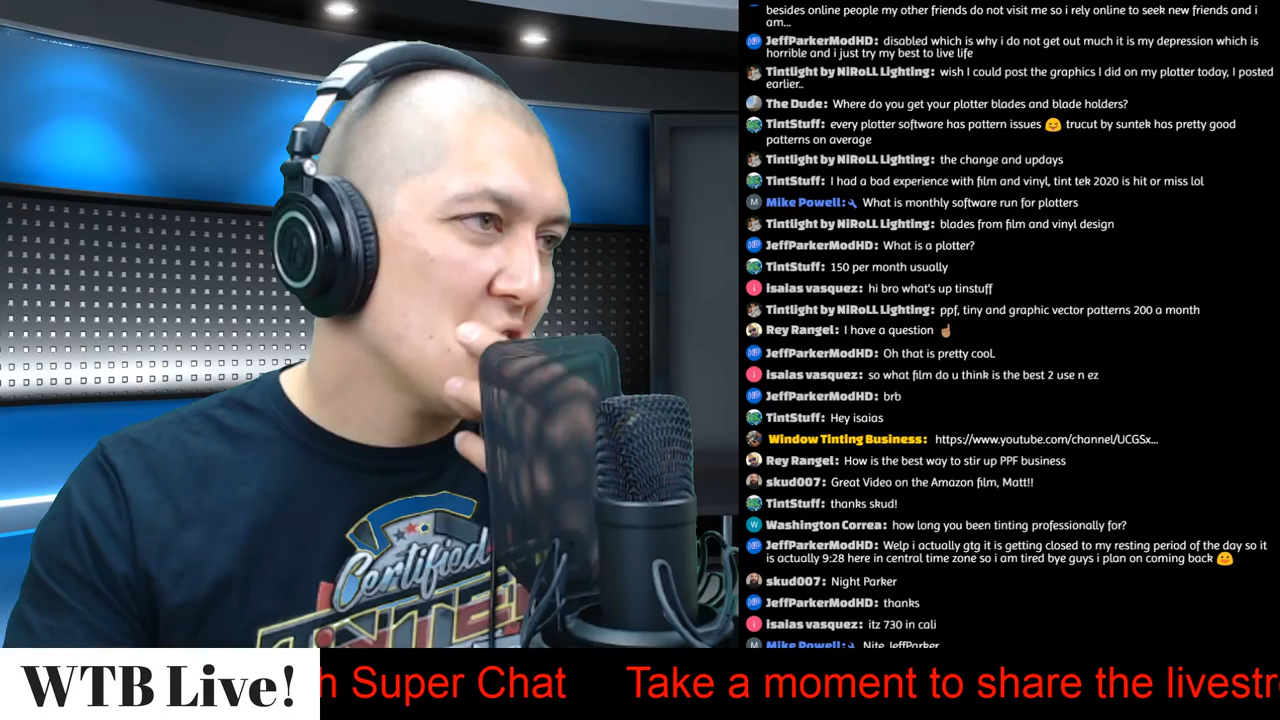 besides online people my other friends do not visit me so i rely online to seek new friends and i
am...
JeffParkerModHD: disabled which is why i do not get out much it is my depression which is
horrible and i just try my best to live life
Tintlight by NiRoLL Lighting: wish I could post the graphics I did on my plotter today, I posted
earlier..
The Dude: Where do you get your plotter blades and blade holders?
TintStuff: every plotter software has pattern issues 🤗 trucut by suntek has pretty good
patterns on average
Tintlight by NiRoLL Lighting: the change and updays
TintStuff: I had a bad experience with film and vinyl, tint tek 2020 is hit or miss lol
M Mike Powell: What is monthly software run for plotters
Tintlight by NiRoLL Lighting: blades from film and vinyl design
JeffParkerModHD: What is a plotter?
TintStuff: 150 per month usually
isaias vasquez: hi bro what's up tinstuff
Tintlight by NiRoLL Lighting: ppf, tiny and graphic vector patterns 200 a month
Rey Rangel: I have a question ☝🏽
JeffParkerModHD: Oh that is pretty cool.
isaias vasquez: so what film do u think is the best 2 use n ez
JeffParkerModHD: brb
TintStuff: Hey isaias
Window Tinting Business: https://www.youtube.com/channel/UCGSx...
Rey Rangel: How is the best way to stir up PPF business
skud007: Great Video on the Amazon film, Matt!!
TintStuff: thanks skud!
W Washington Correa: how long you been tinting professionally for?
JeffParkerModHD: Welp i actually gtg it is getting closed to my resting period of the day so it
is actually 9:28 here in central time zone so i am tired bye guys i plan on coming back 🙂
skud007: Night Parker
JeffParkerModHD: thanks
isaias vasquez: itz 730 in cali
M Mike Powell: Nite JeffParker
Certified
TINTER
WTB Live!
h Super Chat Take a moment to share the livestr